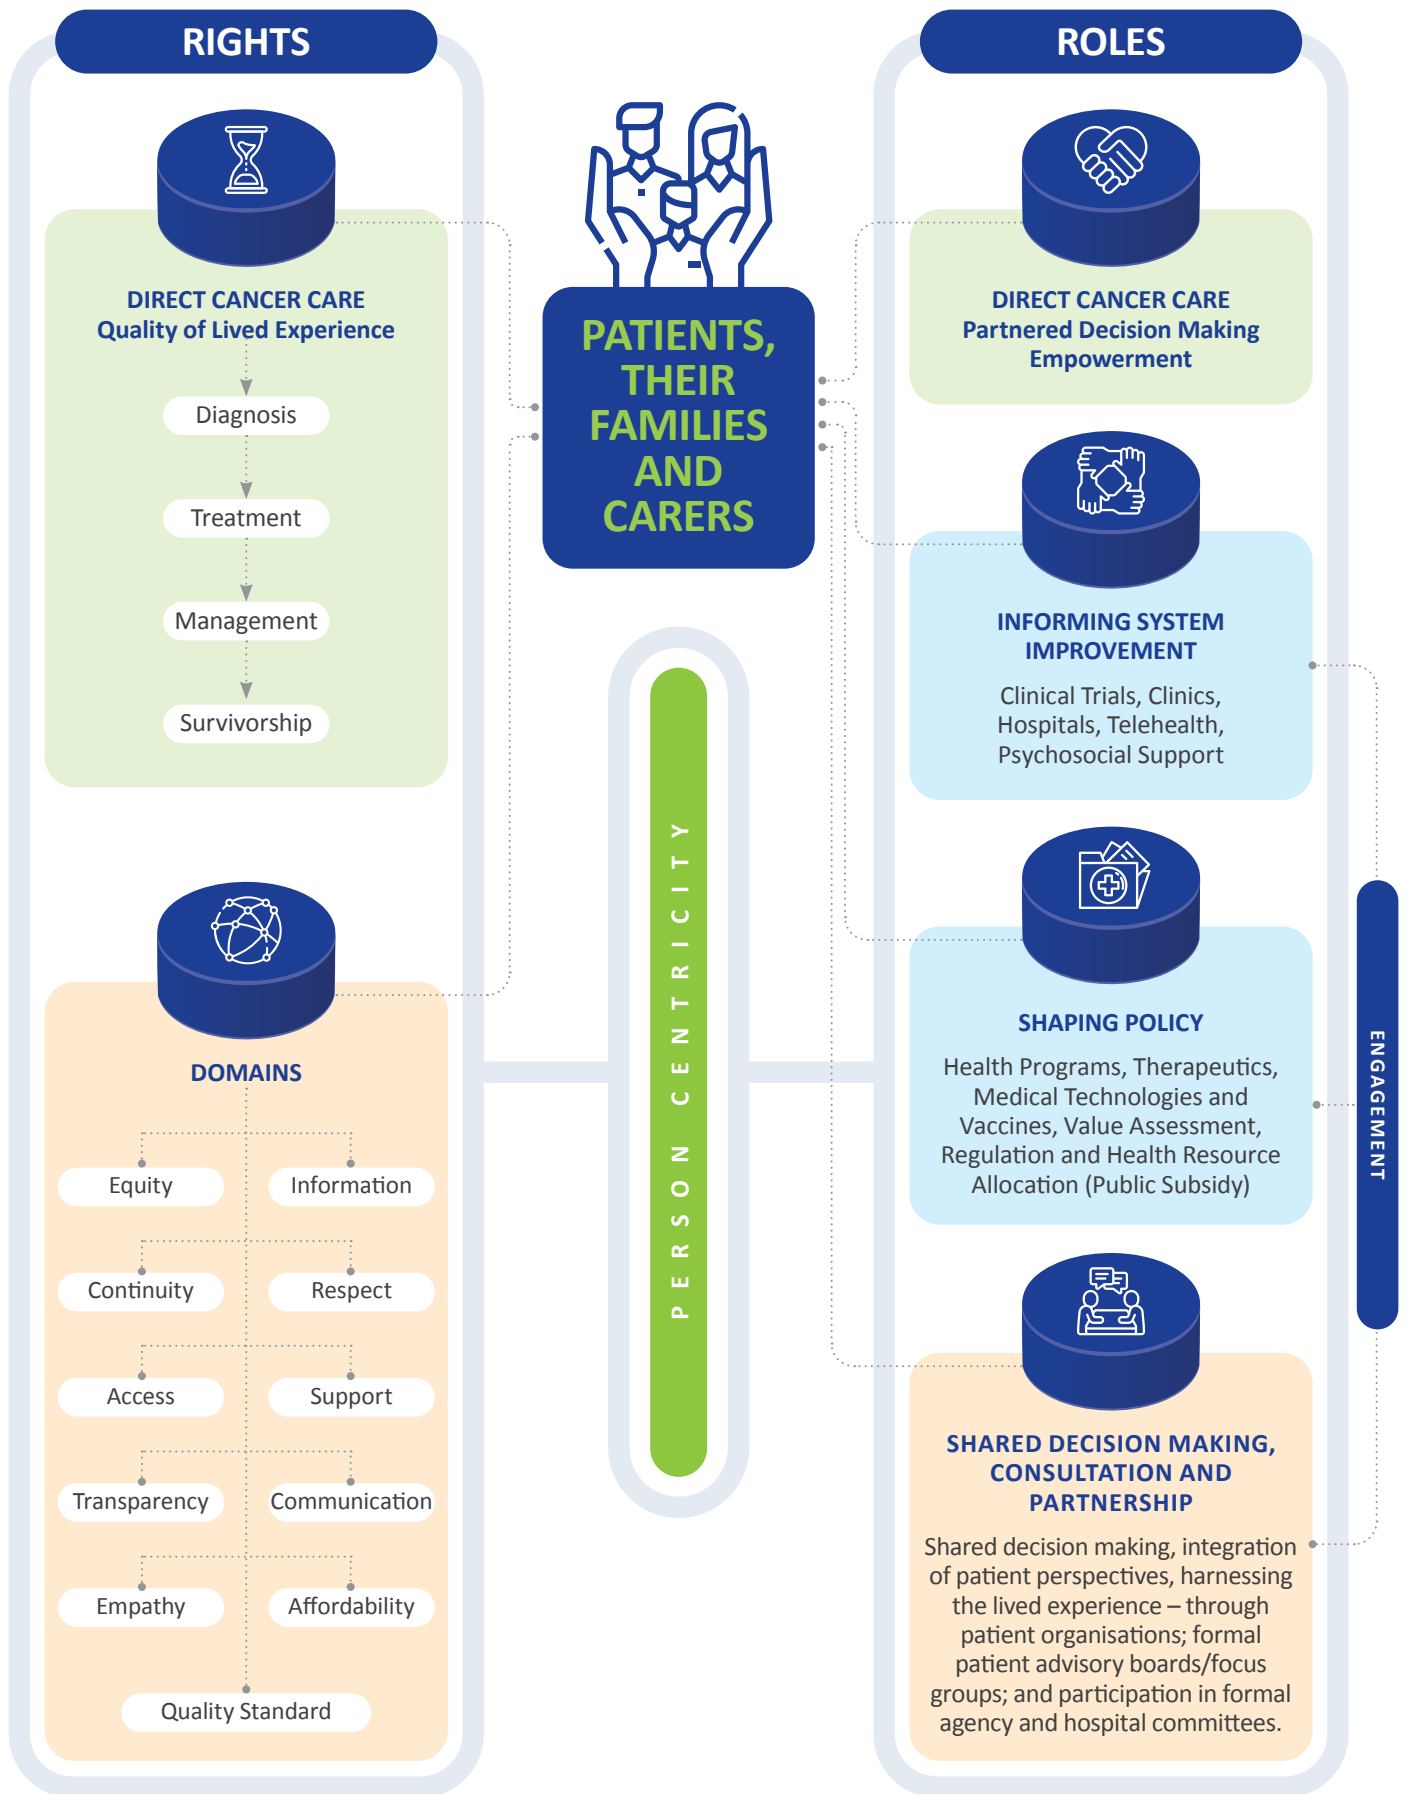 RIGHTS
DIRECT CANCER CARE
Quality of Lived Experience
Diagnosis
Treatment
Management
Survivorship
DOMAINS
Equity
Information
Continuity
Respect
Access
Support
Transparency
Communication
Empathy
Affordability
Quality Standard
PATIENTS,
THEIR
FAMILIES
AND
CARERS
PERSON CENTRICITY
ROLES
DIRECT CANCER CARE
Partnered Decision Making
Empowerment
INFORMING SYSTEM
IMPROVEMENT
Clinical Trials, Clinics,
Hospitals, Telehealth,
Psychosocial Support
SHAPING POLICY
Health Programs, Therapeutics,
Medical Technologies and
Vaccines, Value Assessment,
Regulation and Health Resource
Allocation (Public Subsidy)
SHARED DECISION MAKING,
CONSULTATION AND
PARTNERSHIP
Shared decision making, integration
of patient perspectives, harnessing
the lived experience – through
patient organisations; formal
patient advisory boards/focus
groups; and participation in formal
agency and hospital committees.
ENGAGEMENT